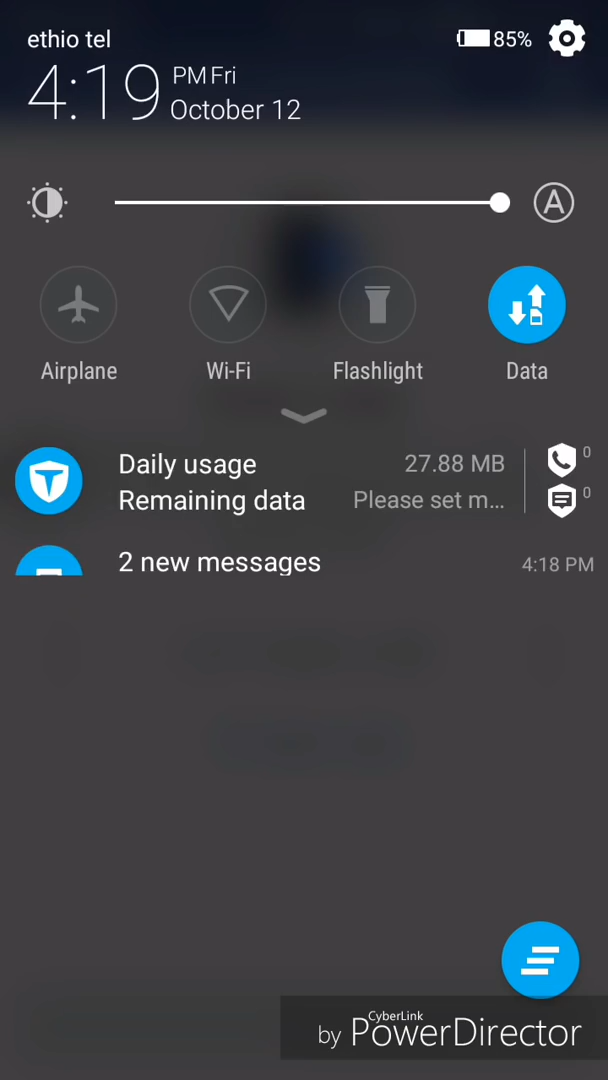 ethio tel
85%
4:19
PM Fri
October 12
A
Airplane
Wi-Fi
Flashlight
Data
Daily usage 27.88 MB
Remaining data Please set m...
0
0
2 new messages 4:18 PM
CyberLink
by PowerDirector